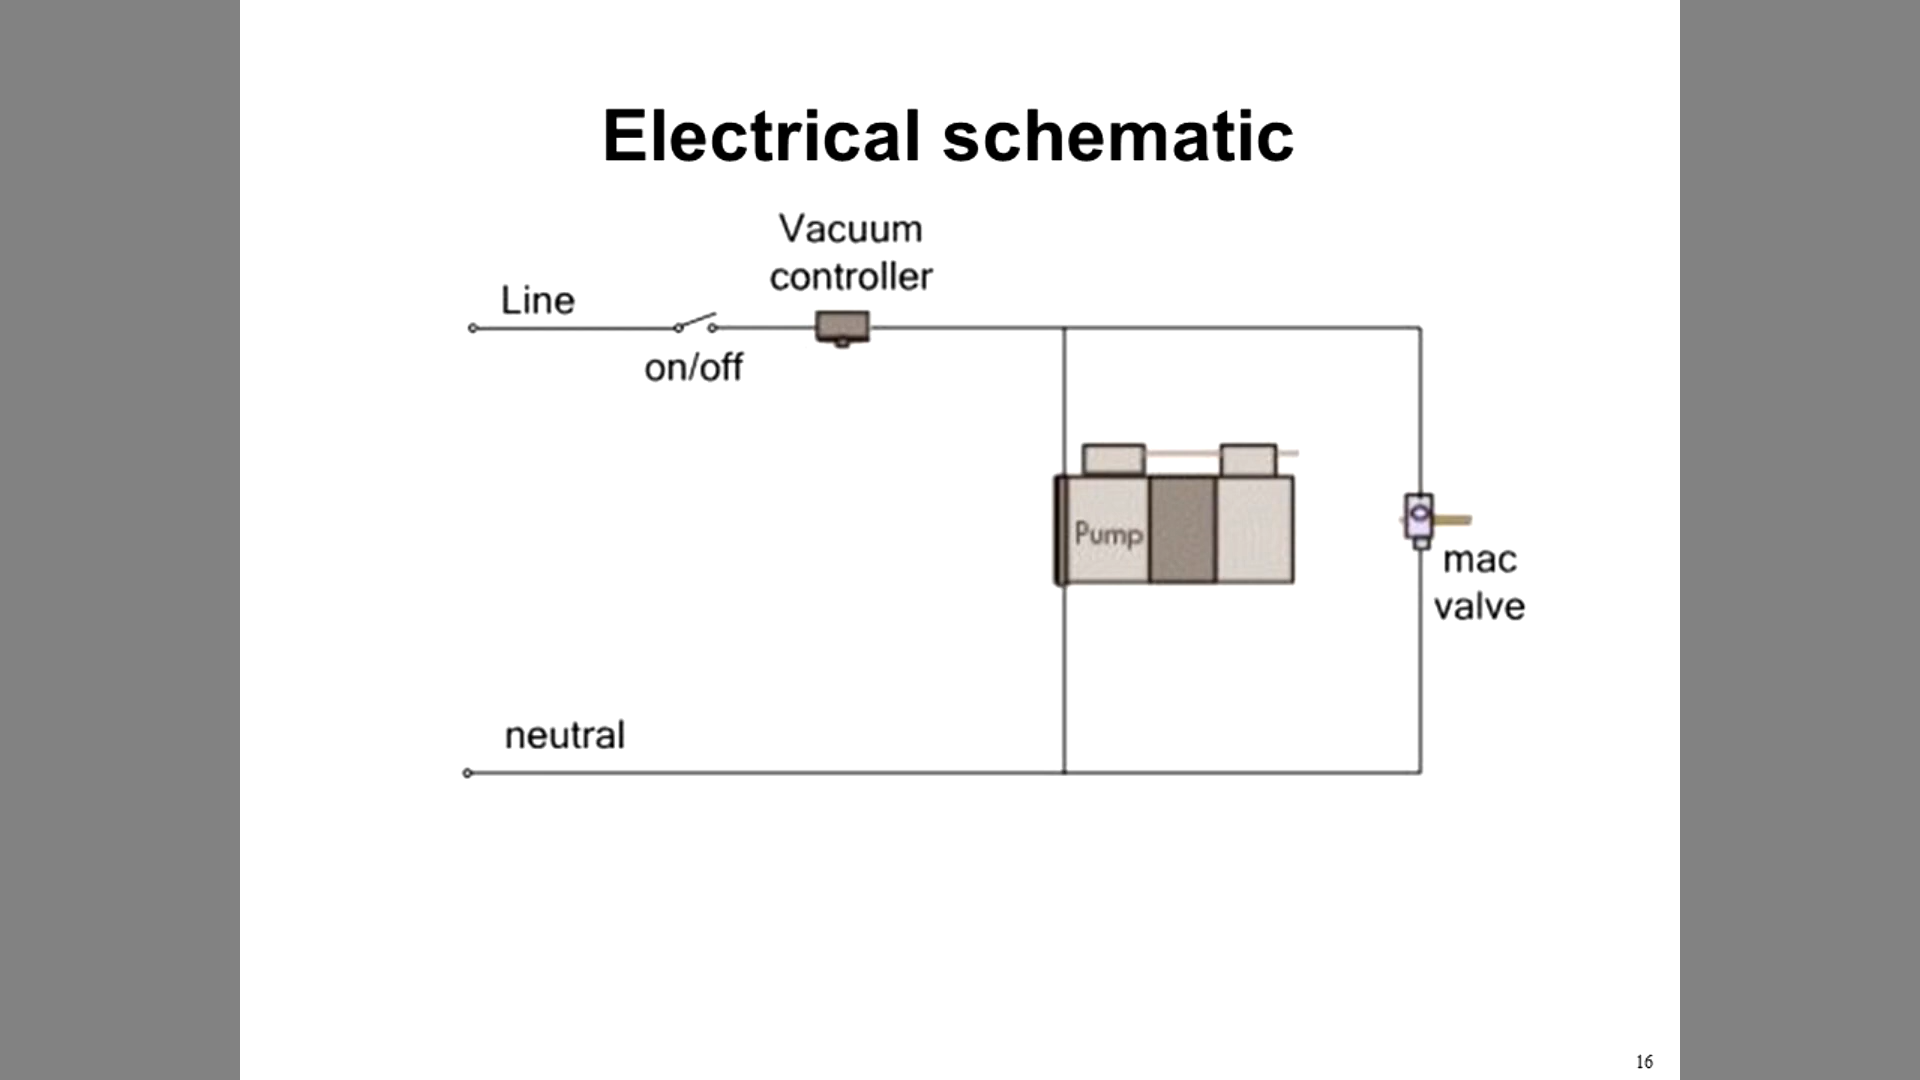 Electrical schematic
Vacuum
controller
Line
on/off
Pump
mac
valve
neutral
16